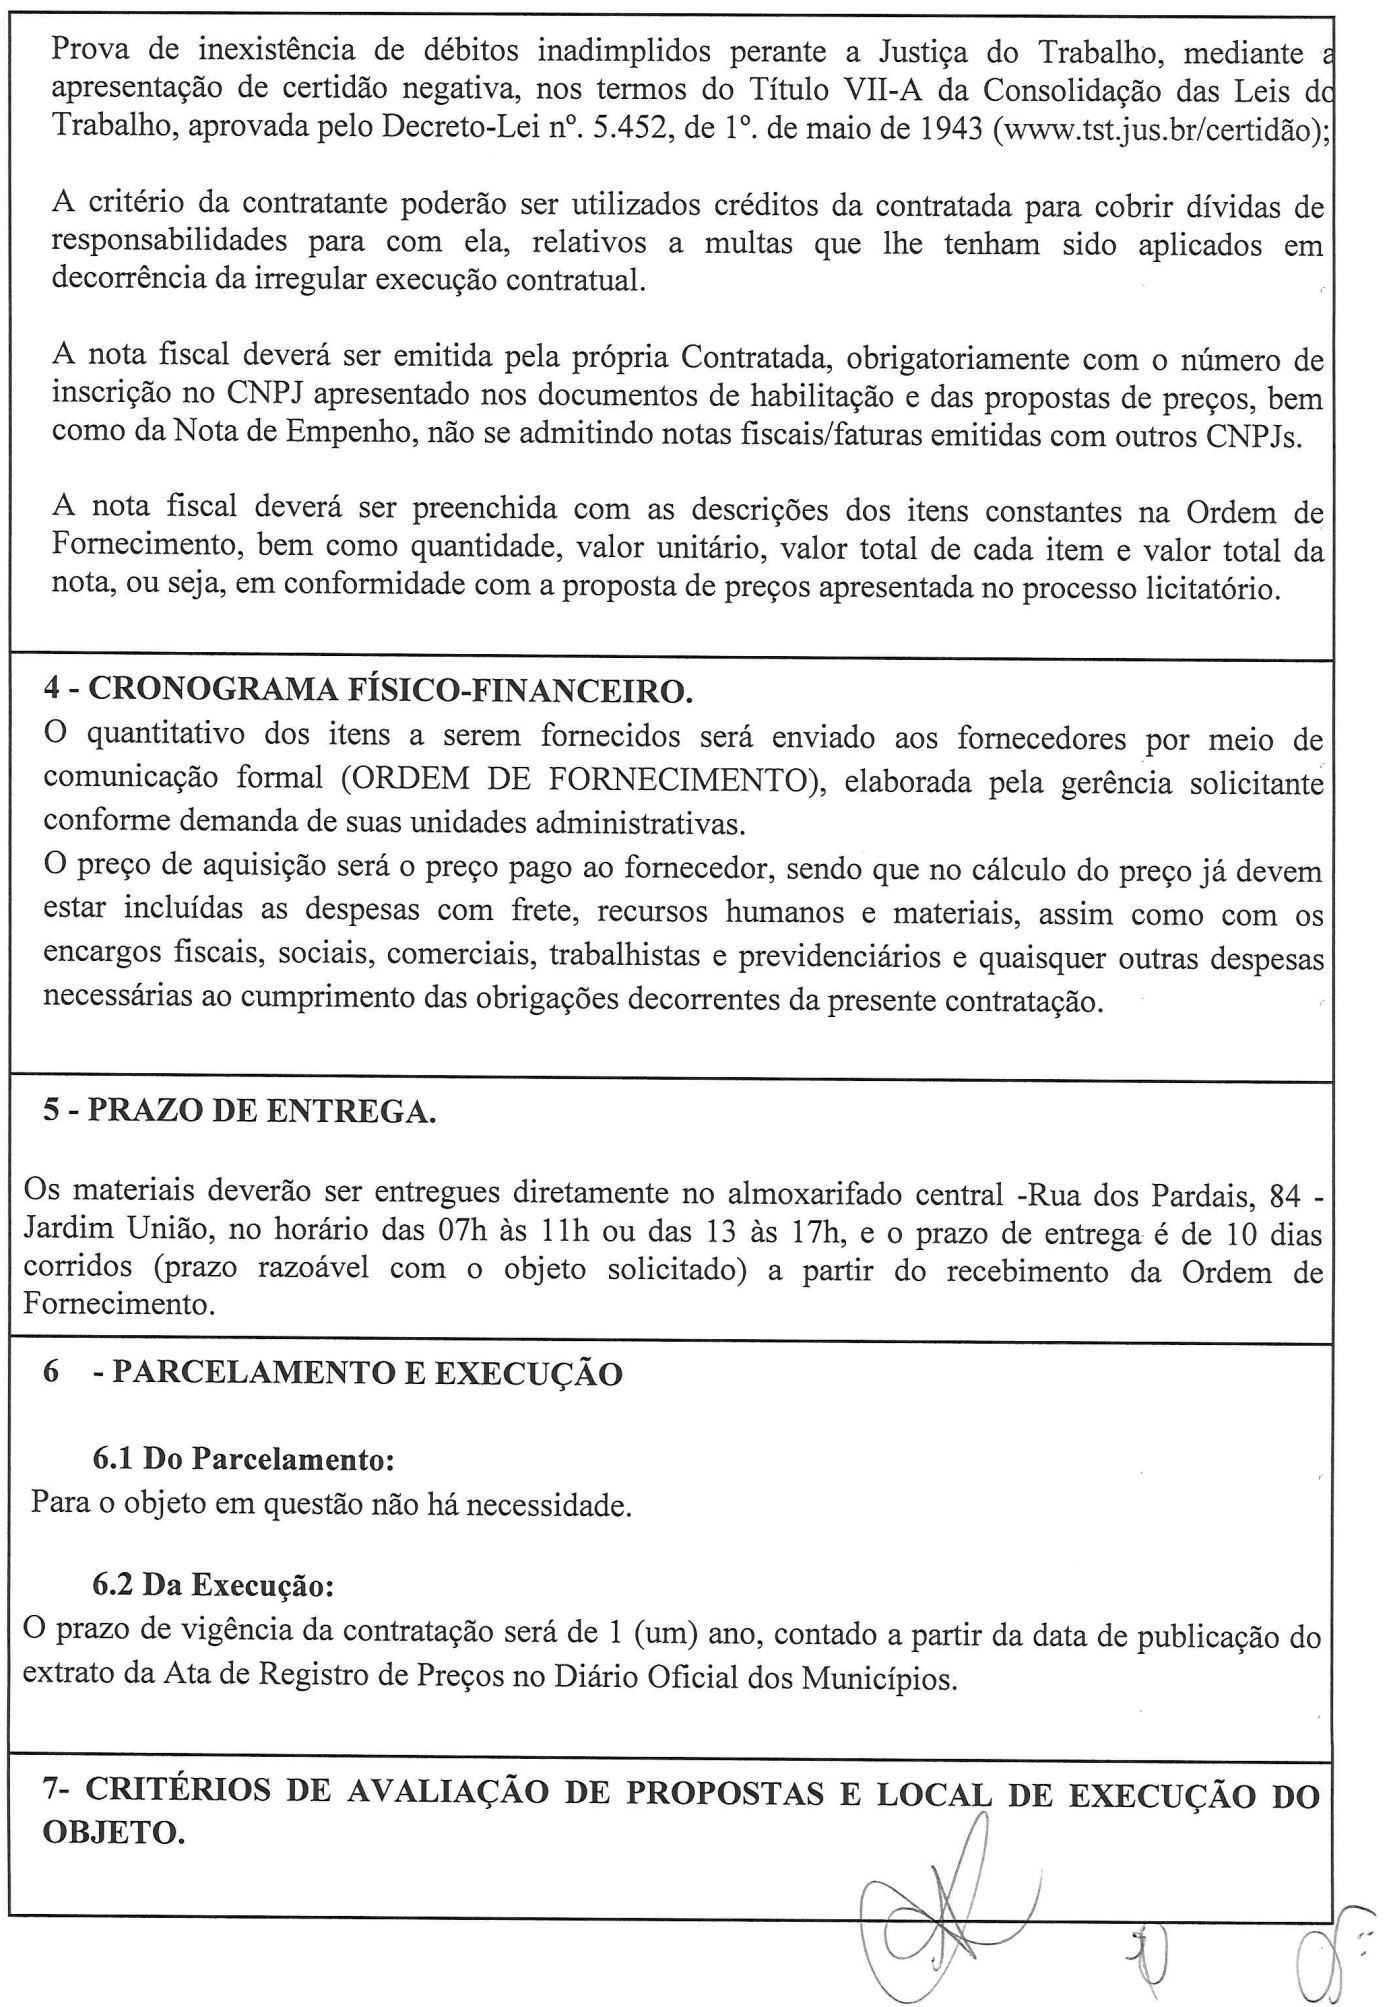 Prova de inexistência de débitos inadimplidos perante a Justiça do Trabalho, mediante a
apresentação de certidão negativa, nos termos do Título VII-A da Consolidação das Leis do
Trabalho, aprovada pelo Decreto-Lei nº. 5.452, de 1º. de maio de 1943 (www.tst.jus.br/certidão);
A critério da contratante poderão ser utilizados créditos da contratada para cobrir dívidas de
responsabilidades para com ela, relativos a multas que lhe tenham sido aplicados em
decorrência da irregular execução contratual.
A nota fiscal deverá ser emitida pela própria Contratada, obrigatoriamente com o número de
inscrição no CNPJ apresentado nos documentos de habilitação e das propostas de preços, bem
como da Nota de Empenho, não se admitindo notas fiscais/faturas emitidas com outros CNPJs.
A nota fiscal deverá ser preenchida com as descrições dos itens constantes na Ordem de
Fornecimento, bem como quantidade, valor unitário, valor total de cada item e valor total da
nota, ou seja, em conformidade com a proposta de preços apresentada no processo licitatório.
4 - CRONOGRAMA FÍSICO-FINANCEIRO.
O quantitativo dos itens a serem fornecidos será enviado aos fornecedores por meio de
comunicação formal (ORDEM DE FORNECIMENTO), elaborada pela gerência solicitante
conforme demanda de suas unidades administrativas.
O preço de aquisição será o preço pago ao fornecedor, sendo que no cálculo do preço já devem
estar incluídas as despesas com frete, recursos humanos e materiais, assim como com os
encargos fiscais, sociais, comerciais, trabalhistas e previdenciários e quaisquer outras despesas
necessárias ao cumprimento das obrigações decorrentes da presente contratação.
5 - PRAZO DE ENTREGA.
Os materiais deverão ser entregues diretamente no almoxarifado central -Rua dos Pardais, 84 -
Jardim União, no horário das 07h às 11h ou das 13 às 17h, e o prazo de entrega é de 10 dias
corridos (prazo razoável com o objeto solicitado) a partir do recebimento da Ordem de
Fornecimento.
6 - PARCELAMENTO E EXECUÇÃO
6.1 Do Parcelamento:
Para o objeto em questão não há necessidade.
6.2 Da Execução:
O prazo de vigência da contratação será de 1 (um) ano, contado a partir da data de publicação do
extrato da Ata de Registro de Preços no Diário Oficial dos Municípios.
7- CRITÉRIOS DE AVALIAÇÃO DE PROPOSTAS E LOCAL DE EXECUÇÃO DO
OBJETO.